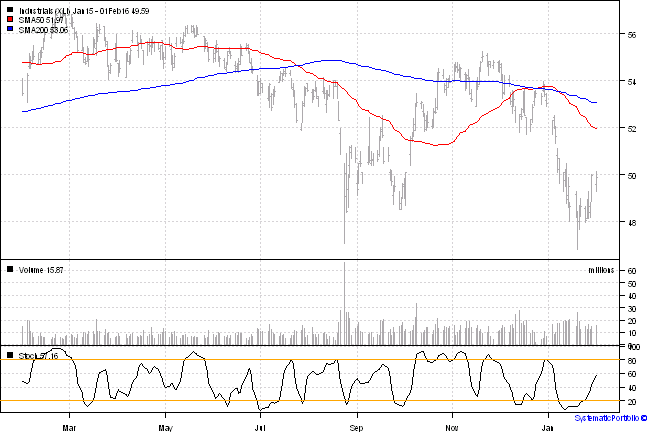 Industrials (XLI) Jan15 - 01Feb16 49.59
SMA50 51.97
SMA200 53.06
56
54
52
50
48
Volume 15.87
millions
60
50
40
30
20
10
0
Stoch 57.16
100
80
60
40
20
Mar
May
Jul
Sep
Nov
Jan
SystematicPortfolio ©